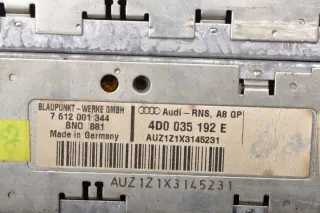 BLAUPUNKT - WERKE GMBH
7 612 001 344
BNO 881
Made in Germany
Audi - RNS, A8 GP
4D0 035 192 E
AUZ1Z1X3145231
AUZ1Z1X3145231